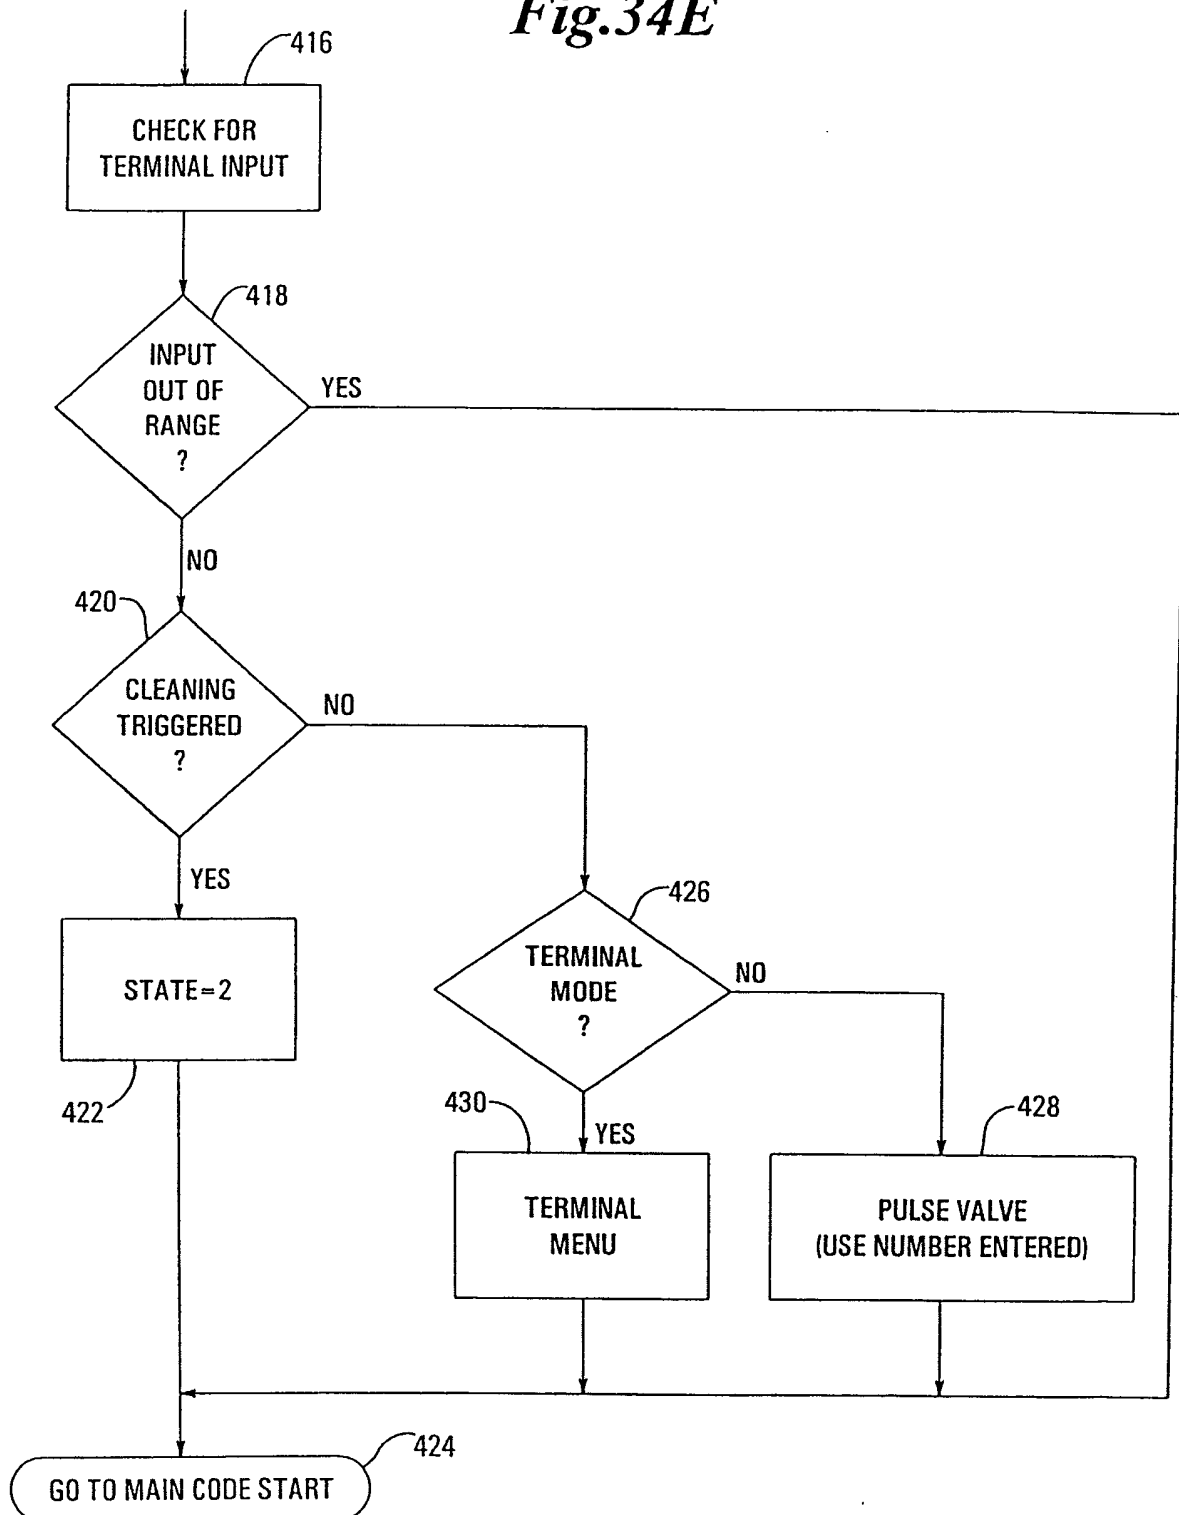 Fig.34E
416
CHECK FOR
TERMINAL INPUT
418
INPUT
OUT OF
RANGE
?
YES
NO
420
CLEANING
TRIGGERED
?
NO
YES
STATE=2
422
426
TERMINAL
MODE
?
NO
430
YES
428
TERMINAL
MENU
PULSE VALVE
(USE NUMBER ENTERED)
424
GO TO MAIN CODE START